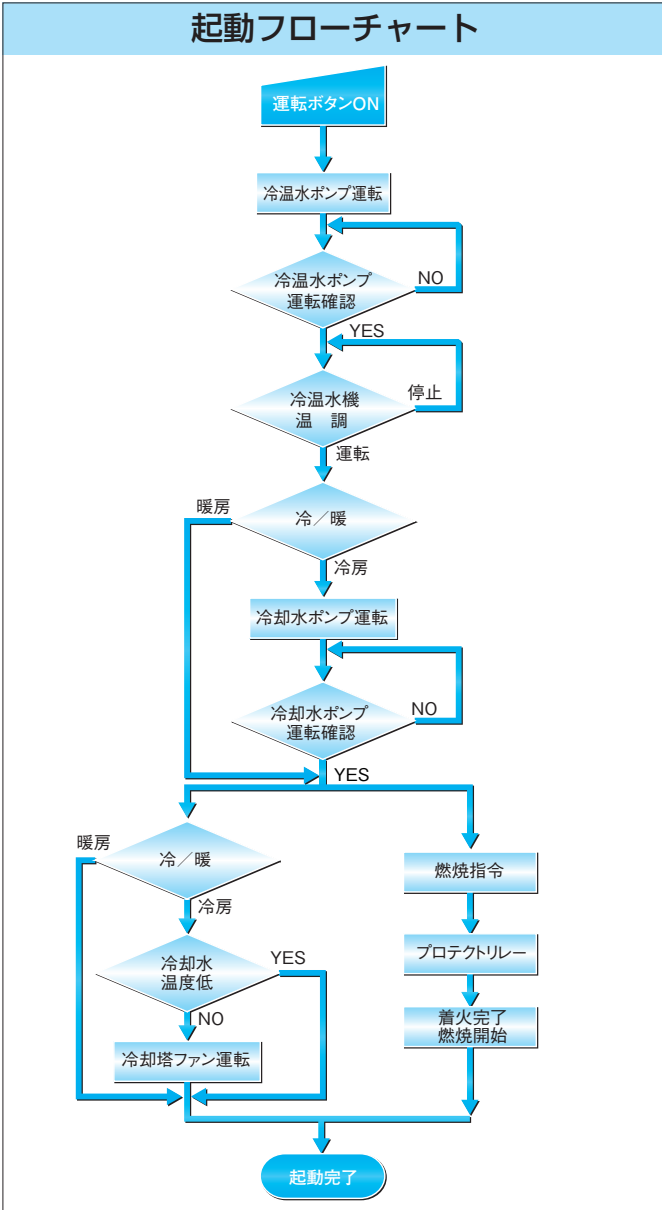 起動フローチャート
運転ボタンON
冷温水ポンプ運転
冷温水ポンプ
運転確認
NO
YES
冷温水機
温　調
停止
運転
冷／暖
暖房
冷房
冷却水ポンプ運転
冷却水ポンプ
運転確認
NO
YES
冷／暖
暖房
冷房
冷却水
温度低
YES
NO
冷却塔ファン運転
燃焼指令
プロテクトリレー
着火完了
燃焼開始
起動完了